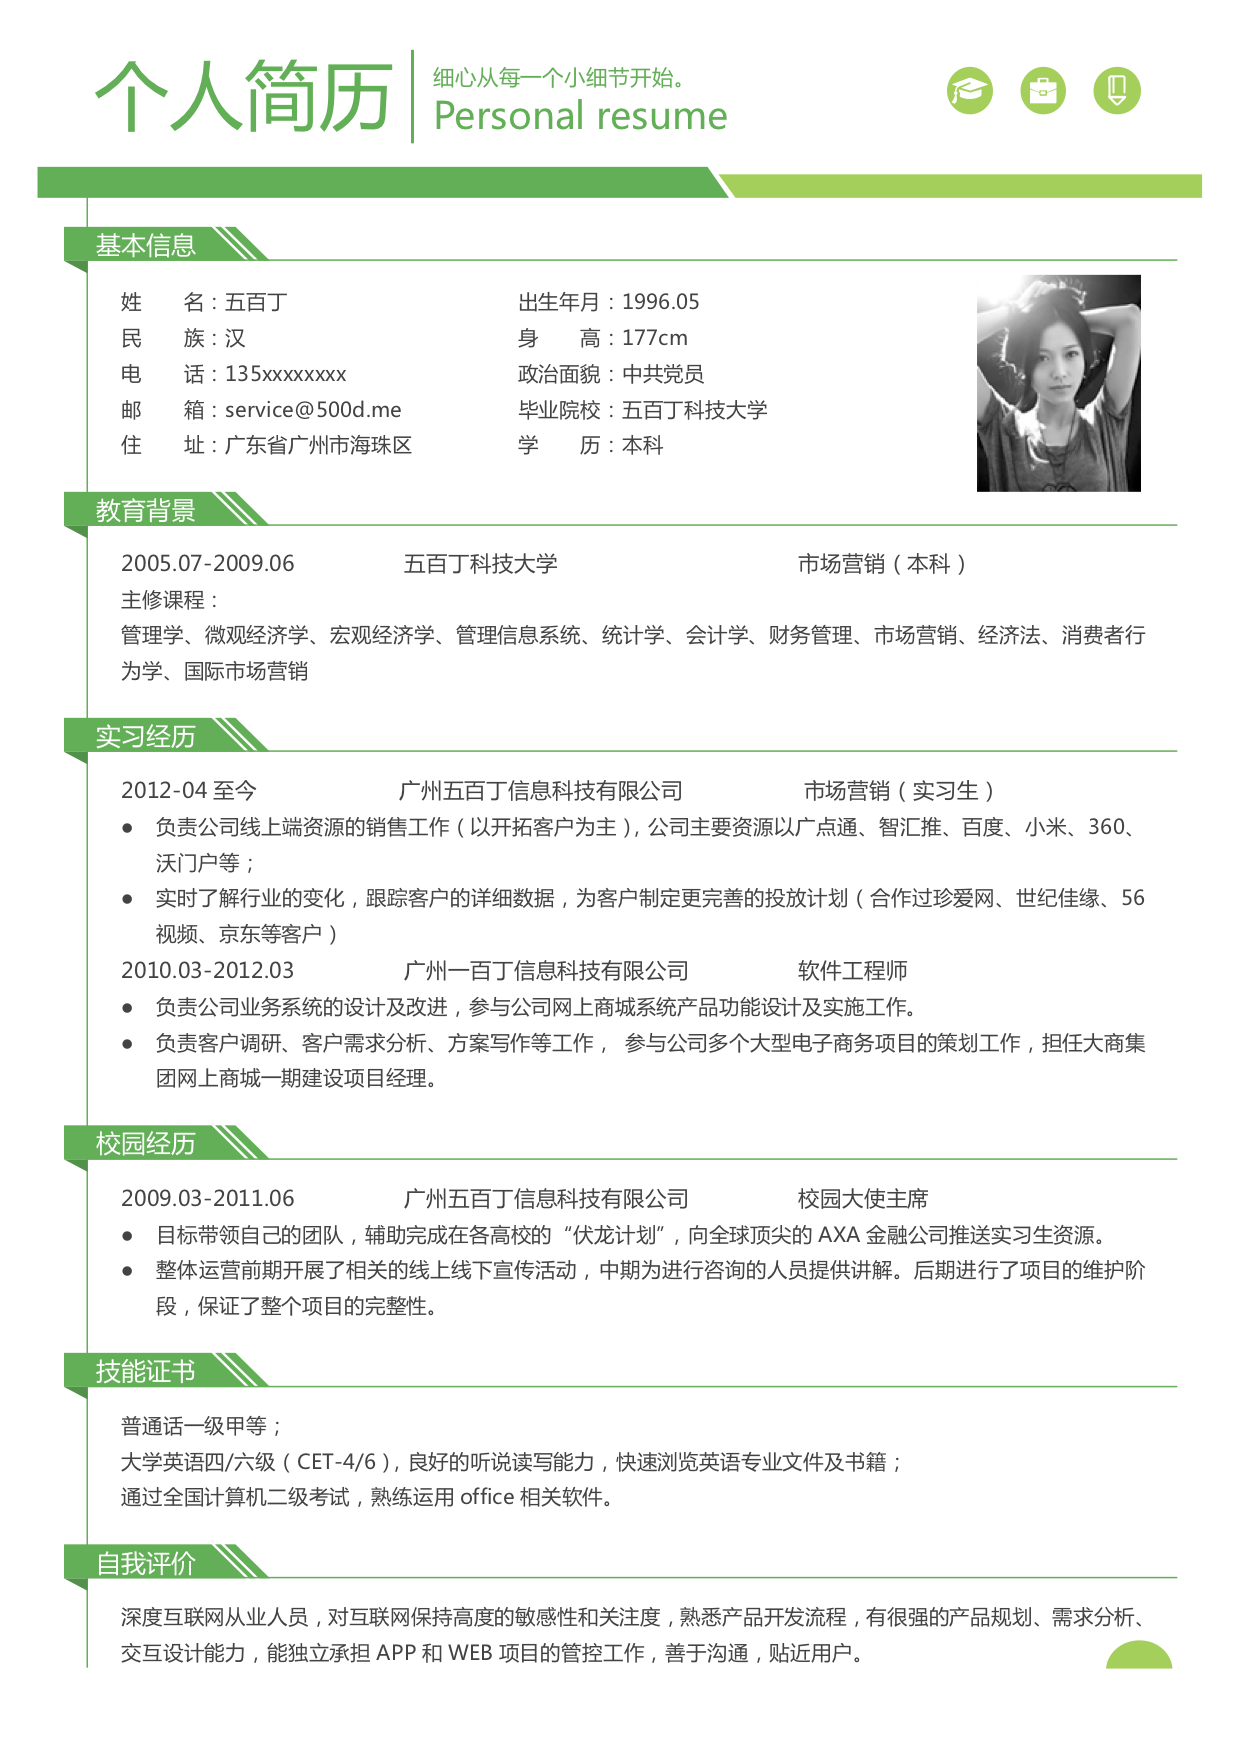 个人简历
细心从每一个小细节开始。
Personal resume
基本信息
姓　　名：五百丁　　出生年月：1996.05
民　　族：汉　　身　　高：177cm
电　　话：135xxxxxxxx　　政治面貌：中共党员
邮　　箱：service@500d.me　　毕业院校：五百丁科技大学
住　　址：广东省广州市海珠区　　学　　历：本科
教育背景
2005.07-2009.06　　五百丁科技大学　　市场营销（本科）
主修课程：
管理学、微观经济学、宏观经济学、管理信息系统、统计学、会计学、财务管理、市场营销、经济法、消费者行
为学、国际市场营销
实习经历
2012-04 至今　　广州五百丁信息科技有限公司　　市场营销（实习生）
● 负责公司线上端资源的销售工作（以开拓客户为主），公司主要资源以广点通、智汇推、百度、小米、360、
沃门户等；
● 实时了解行业的变化，跟踪客户的详细数据，为客户制定更完善的投放计划（合作过珍爱网、世纪佳缘、56
视频、京东等客户）
2010.03-2012.03　　广州一百丁信息科技有限公司　　软件工程师
● 负责公司业务系统的设计及改进，参与公司网上商城系统产品功能设计及实施工作。
● 负责客户调研、客户需求分析、方案写作等工作， 参与公司多个大型电子商务项目的策划工作，担任大商集
团网上商城一期建设项目经理。
校园经历
2009.03-2011.06　　广州五百丁信息科技有限公司　　校园大使主席
● 目标带领自己的团队，辅助完成在各高校的“伏龙计划”，向全球顶尖的 AXA 金融公司推送实习生资源。
● 整体运营前期开展了相关的线上线下宣传活动，中期为进行咨询的人员提供讲解。后期进行了项目的维护阶
段，保证了整个项目的完整性。
技能证书
普通话一级甲等；
大学英语四/六级（CET-4/6），良好的听说读写能力，快速浏览英语专业文件及书籍；
通过全国计算机二级考试，熟练运用 office 相关软件。
自我评价
深度互联网从业人员，对互联网保持高度的敏感性和关注度，熟悉产品开发流程，有很强的产品规划、需求分析、
交互设计能力，能独立承担 APP 和 WEB 项目的管控工作，善于沟通，贴近用户。